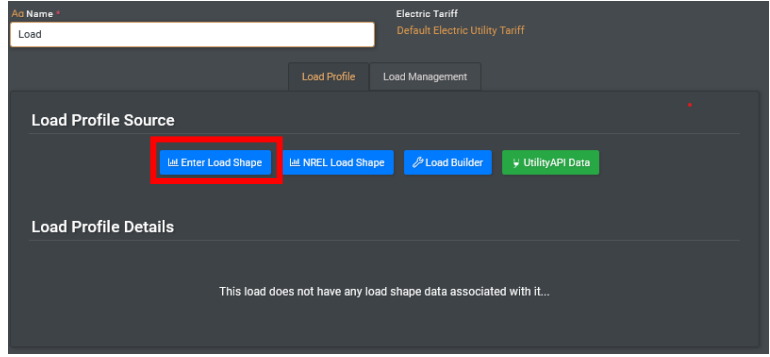 Aa Name *
Electric Tariff
Load
Default Electric Utility Tariff
Load Profile
Load Management
*
Load Profile Source
Enter Load Shape
NREL Load Shape
Load Builder
UtilityAPI Data
Load Profile Details
This load does not have any load shape data associated with it...